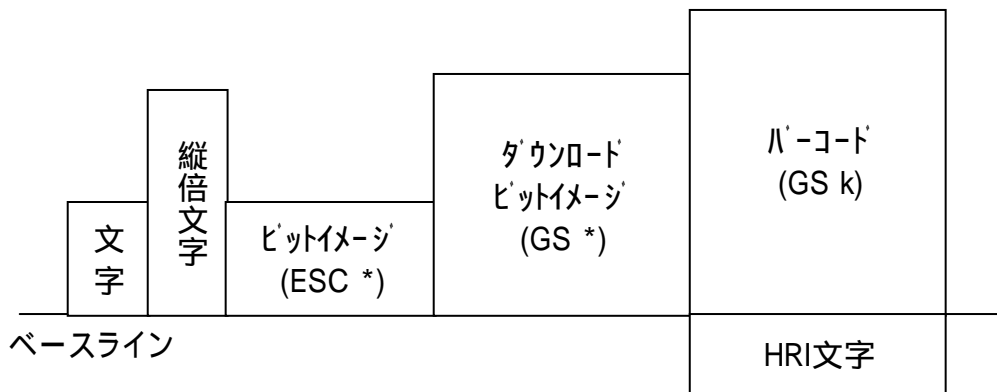 文
字
縦
倍
文
字
ﾋﾞｯﾄｲﾒｰｼﾞ
(ESC *)
ﾀﾞｳﾝﾛｰﾄﾞ
ﾋﾞｯﾄｲﾒｰｼﾞ
(GS *)
ﾊﾞｰｺｰﾄﾞ
(GS k)
ベースライン
HRI文字